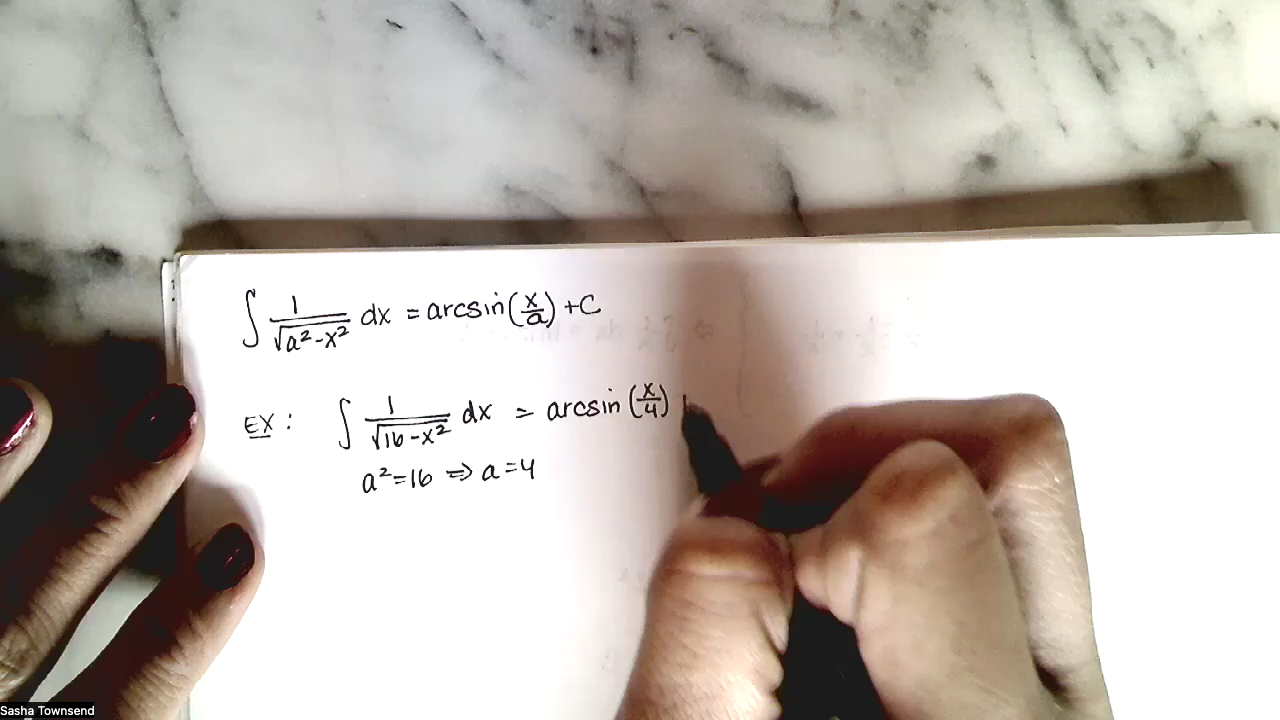 ∫ 1/√(a²-x²) dx = arcsin(x/a) + C
EX: ∫ 1/√(16-x²) dx = arcsin(x/4)
a²=16 ⇒ a=4
Sasha Townsend